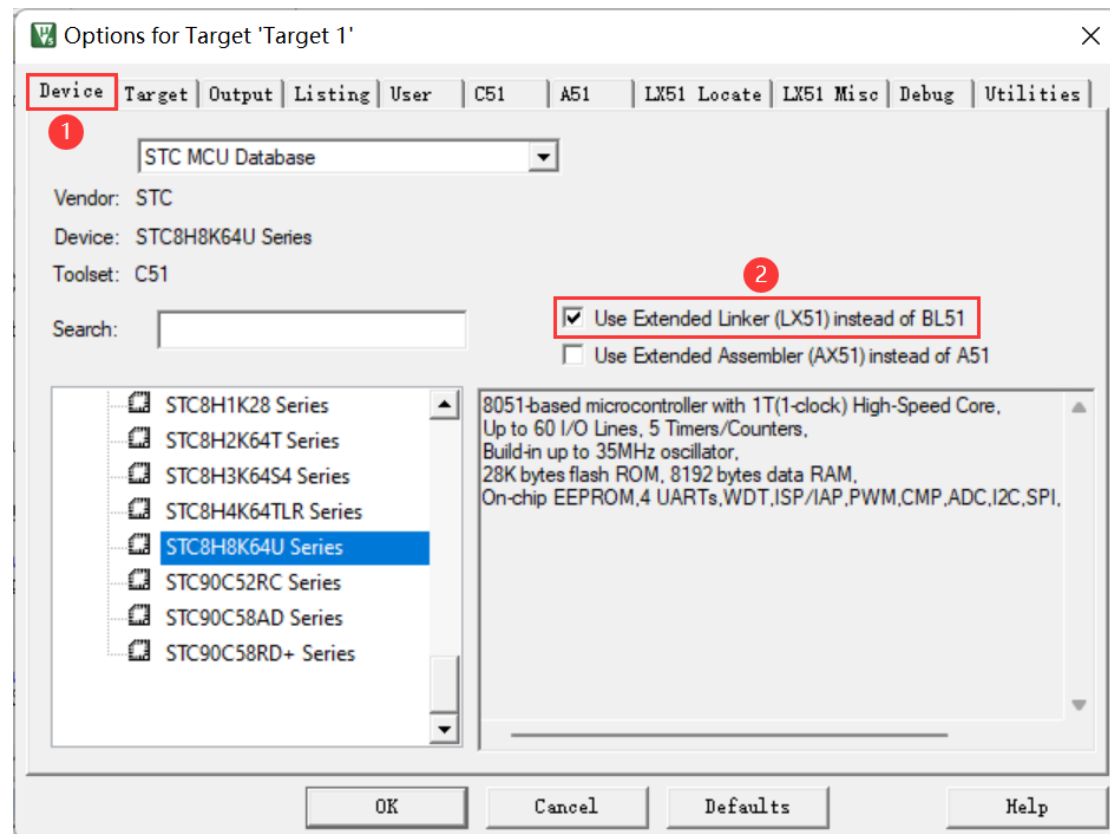 Options for Target 'Target 1'
Device Target Output Listing User C51 A51 LX51 Locate LX51 Misc Debug Utilities
1
STC MCU Database
Vendor: STC
Device: STC8H8K64U Series
Toolset: C51
2
Search:
Use Extended Linker (LX51) instead of BL51
Use Extended Assembler (AX51) instead of A51
STC8H1K28 Series
STC8H2K64T Series
STC8H3K64S4 Series
STC8H4K64TLR Series
STC8H8K64U Series
STC90C52RC Series
STC90C58AD Series
STC90C58RD+ Series
8051-based microcontroller with 1T(1-clock) High-Speed Core,
Up to 60 I/O Lines, 5 Timers/Counters,
Build-in up to 35MHz oscillator,
28K bytes flash ROM, 8192 bytes data RAM,
On-chip EEPROM,4 UARTs,WDT,ISP/IAP,PWM,CMP,ADC,I2C,SPI,
OK Cancel Defaults Help